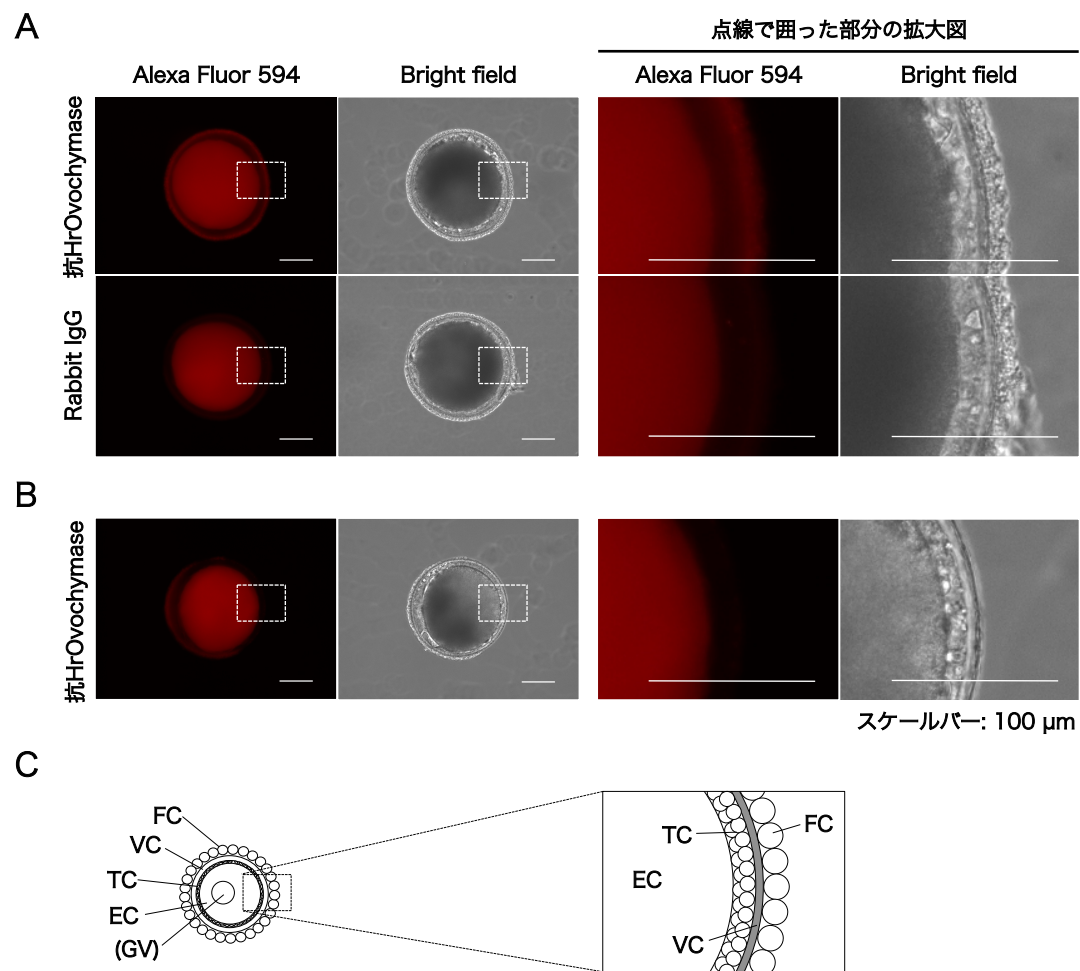 A
点線で囲った部分の拡大図
Alexa Fluor 594
Bright field
Alexa Fluor 594
Bright field
抗HrOvochymase
Rabbit IgG
B
抗HrOvochymase
スケールバー: 100 µm
C
FC
VC
TC
EC
(GV)
TC
FC
EC
VC